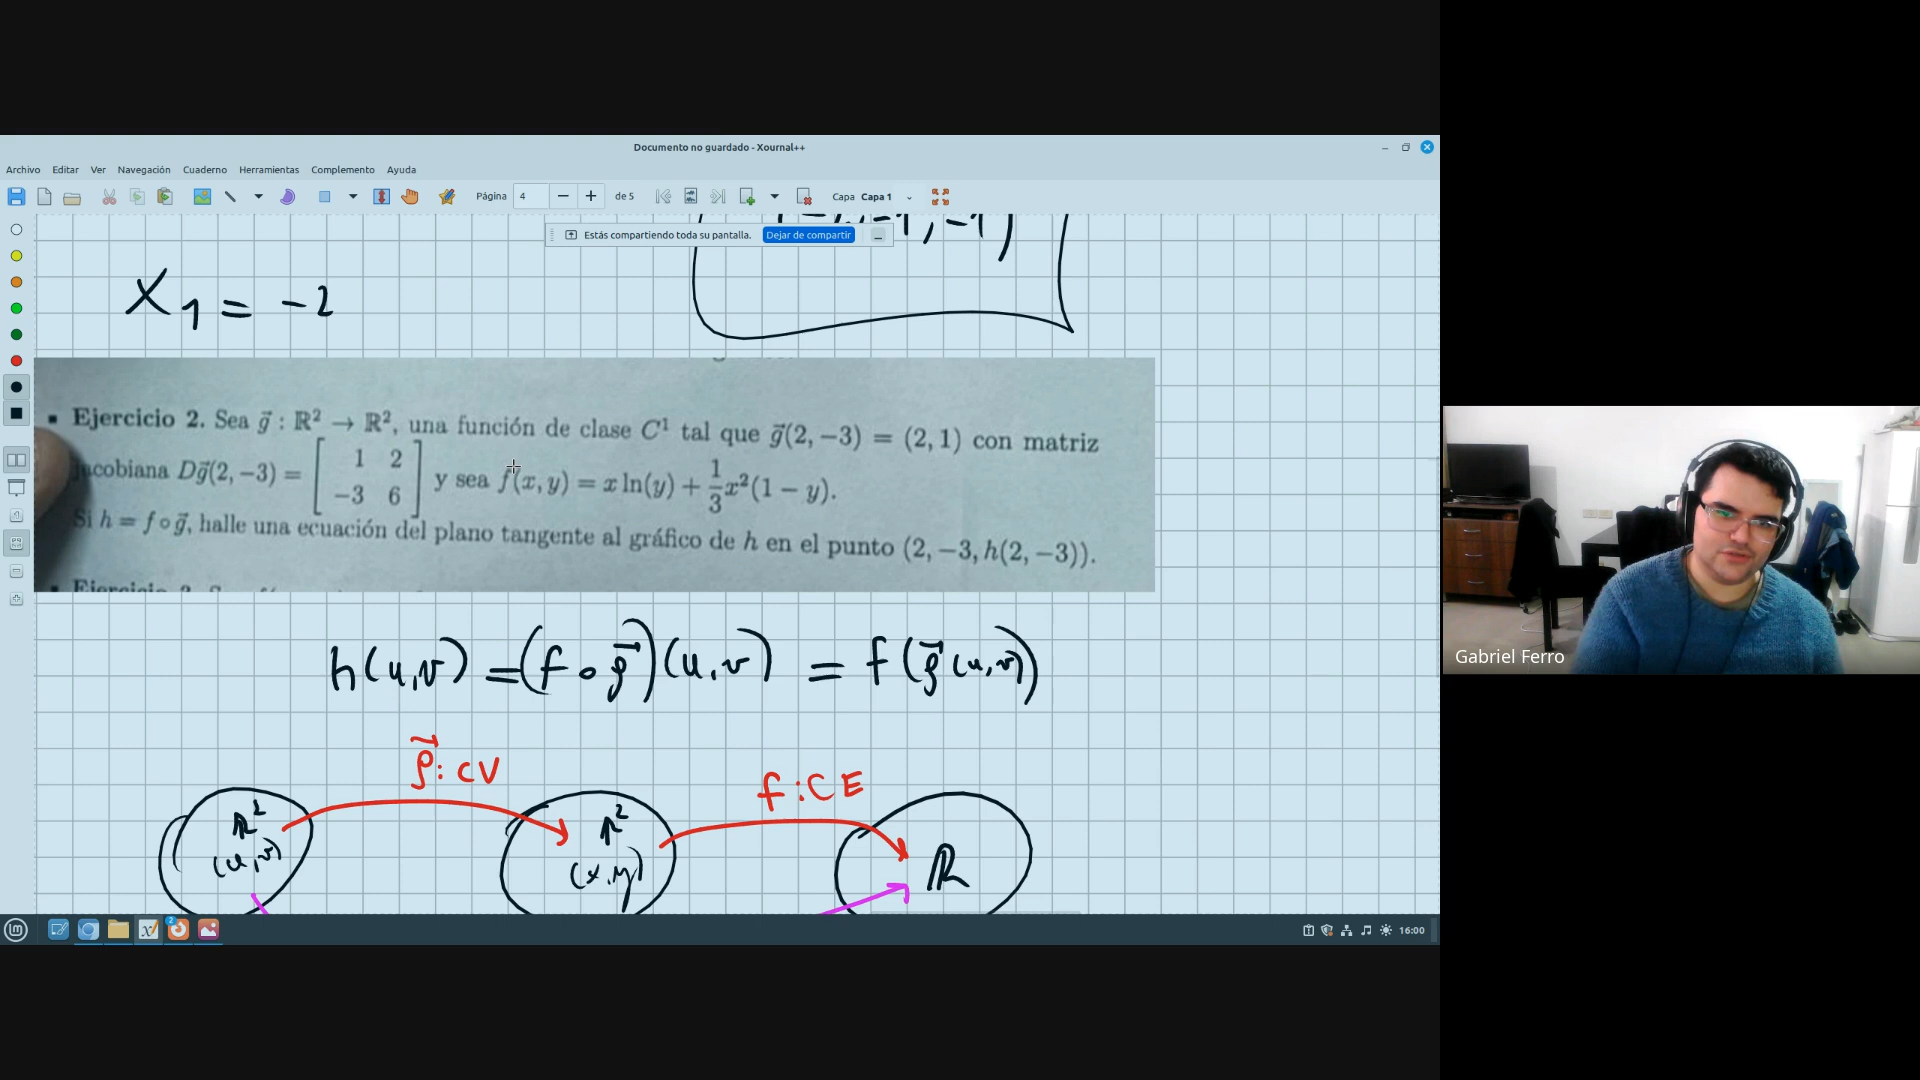 Documento no guardado - Xournal++
Archivo Editar Ver Navegación Cuaderno Herramientas Complemento Ayuda
Página 4 de 5 Capa Capa 1
Estás compartiendo toda su pantalla. Dejar de compartir
, -1, -1)
X₁ = -2
Ejercicio 2. Sea g⃗ : ℝ² → ℝ², una función de clase C¹ tal que g⃗(2, −3) = (2, 1) con matriz
jacobiana Dg⃗(2, −3) = [1 2; −3 6] y sea f(x, y) = x ln(y) + 1/3 x²(1 − y).
Si h = f ∘ g⃗, halle una ecuación del plano tangente al gráfico de h en el punto (2, −3, h(2, −3)).
h(u,v) = (f ∘ g⃗)(u,v) = f(g⃗(u,v))
g⃗: CV
f: CE
ℝ² (u,v)
ℝ² (x,y)
ℝ
Gabriel Ferro
2
16:00